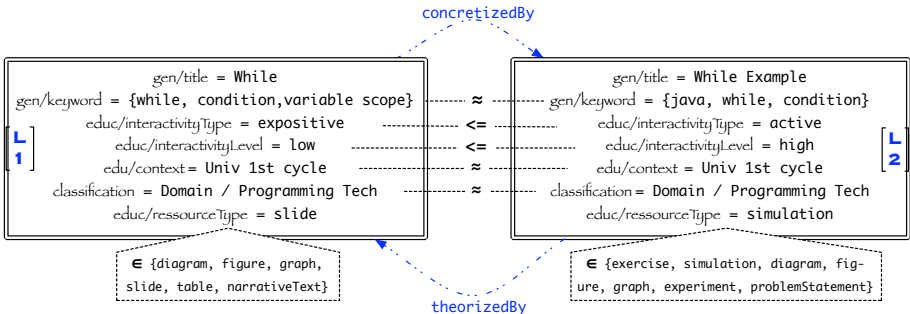 concretizedBy
gen/title = While
gen/keyword = {while, condition,variable scope}
educ/interactivityType = expositive
educ/interactivityLevel = low
edu/context = Univ 1st cycle
classification = Domain / Programming Tech
educ/ressourceType = slide
L
1
≈
<=
<=
≈
≈
gen/title = While Example
gen/keyword = {java, while, condition}
educ/interactivityType = active
educ/interactivityLevel = high
edu/context = Univ 1st cycle
classification = Domain / Programming Tech
educ/ressourceType = simulation
L
2
∈ {diagram, figure, graph,
slide, table, narrativeText}
∈ {exercise, simulation, diagram, fig-
ure, graph, experiment, problemStatement}
theorizedBy